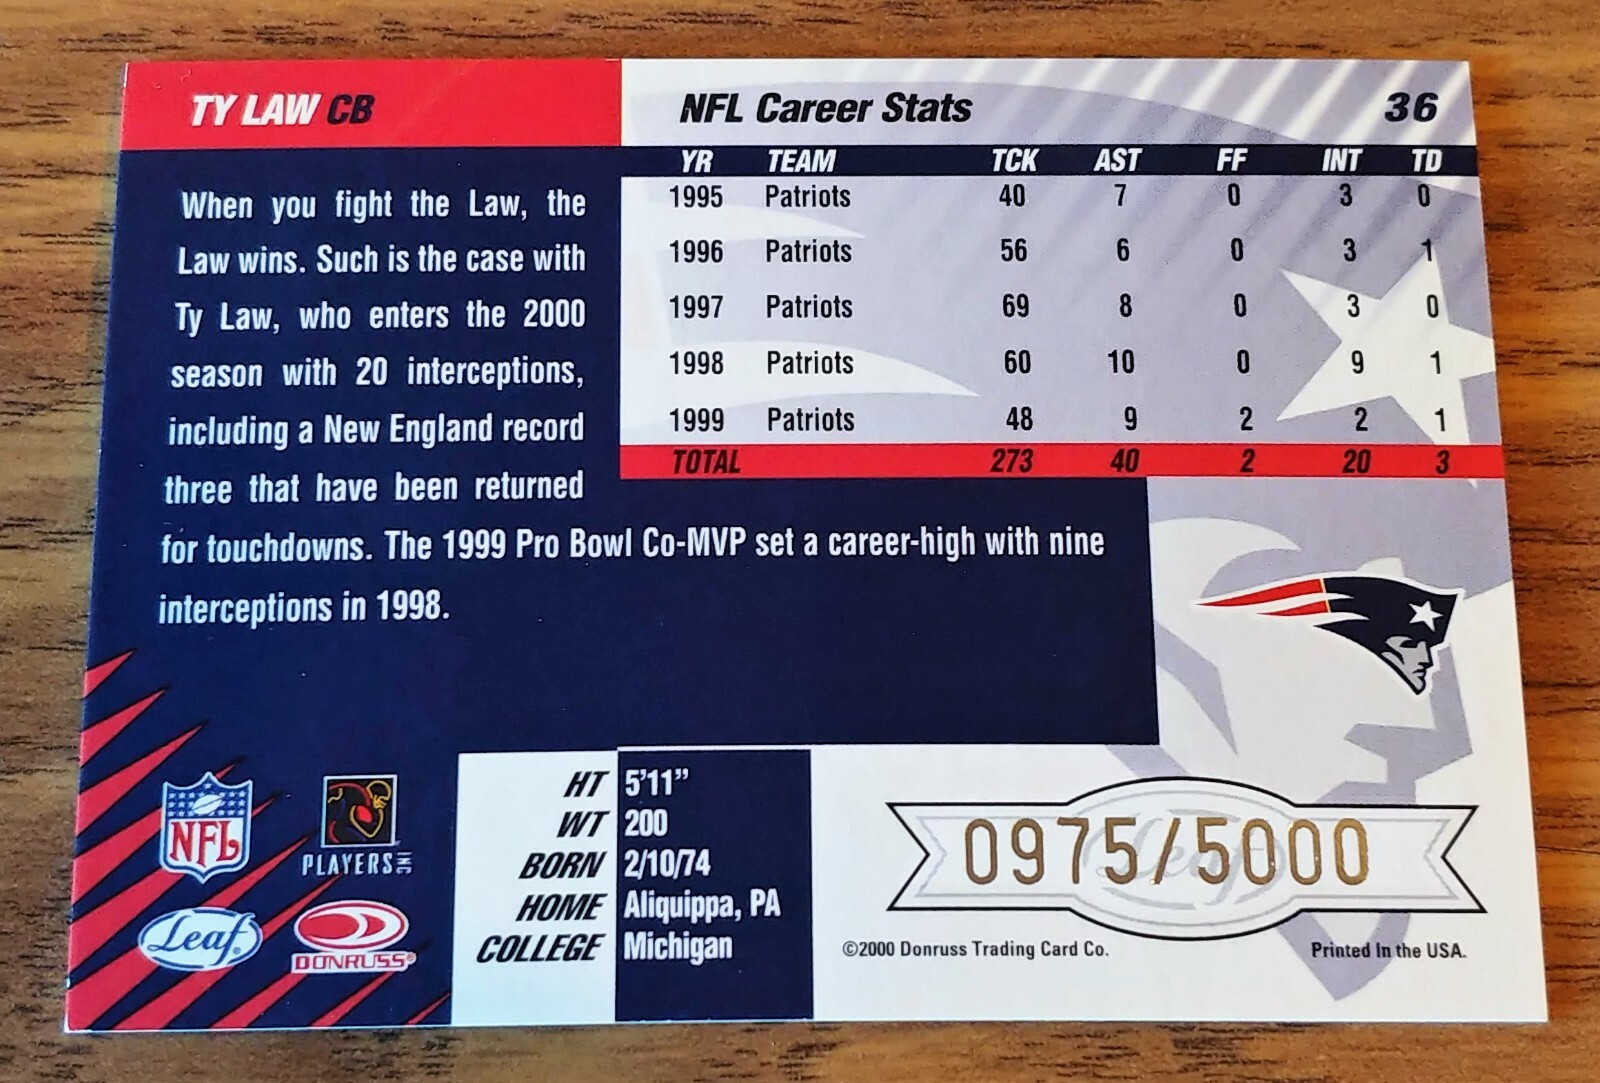 TY LAW CB
When you fight the Law, the
Law wins. Such is the case with
Ty Law, who enters the 2000
season with 20 interceptions,
including a New England record
three that have been returned
for touchdowns. The 1999 Pro Bowl Co-MVP set a career-high with nine
interceptions in 1998.
NFL Career Stats 36
YR TEAM TCK AST FF INT TD
1995 Patriots 40 7 0 3 0
1996 Patriots 56 6 0 3 1
1997 Patriots 69 8 0 3 0
1998 Patriots 60 10 0 9 1
1999 Patriots 48 9 2 2 1
TOTAL 273 40 2 20 3
NFL
PLAYERS INC
Leaf®
DONRUSS®
HT 5'11"
WT 200
BORN 2/10/74
HOME Aliquippa, PA
COLLEGE Michigan
Leaf
0975/5000
©2000 Donruss Trading Card Co. Printed In the USA.